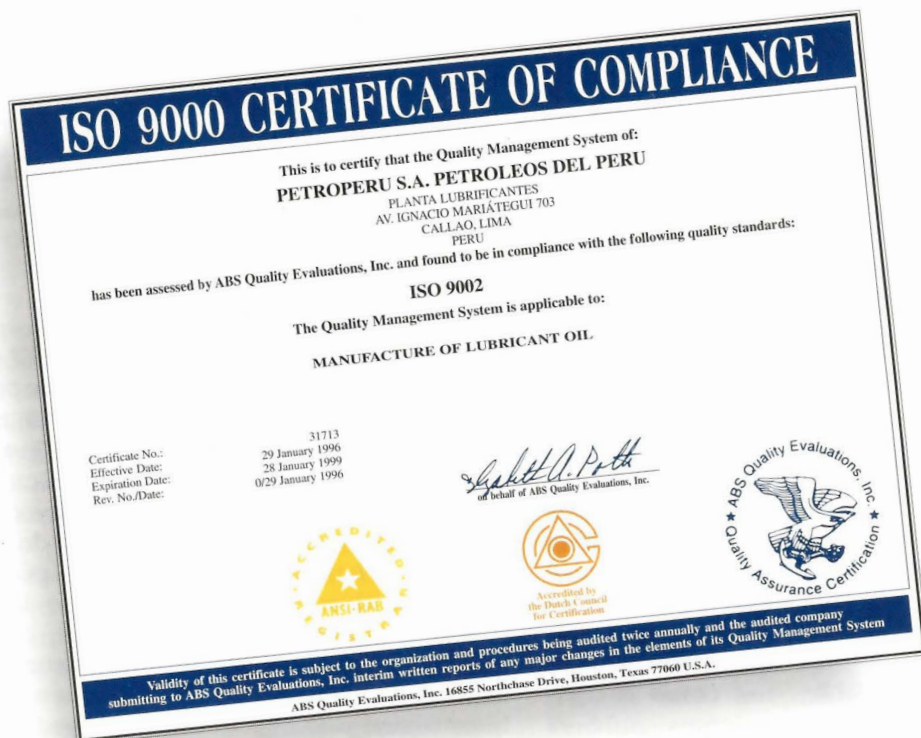 ISO 9000 CERTIFICATE OF COMPLIANCE
This is to certify that the Quality Management System of:
PETROPERU S.A. PETROLEOS DEL PERU
PLANTA LUBRIFICANTES
AV. IGNACIO MARIÁTEGUI 703
CALLAO, LIMA
PERU
has been assessed by ABS Quality Evaluations, Inc. and found to be in compliance with the following quality standards:
ISO 9002
The Quality Management System is applicable to:
MANUFACTURE OF LUBRICANT OIL
Certificate No.: 31713
Effective Date: 29 January 1996
Expiration Date: 28 January 1999
Rev. No./Date: 0/29 January 1996
Elizabeth A. Potts
on behalf of ABS Quality Evaluations, Inc.
ACCREDITED
ANSI-RAB
REGISTRAR
Accredited by
the Dutch Council
for Certification
ABS Quality Evaluations, Inc.
Quality Assurance Certification
Validity of this certificate is subject to the organization and procedures being audited twice annually and the audited company
submitting to ABS Quality Evaluations, Inc. interim written reports of any major changes in the elements of its Quality Management System
ABS Quality Evaluations, Inc. 16855 Northchase Drive, Houston, Texas 77060 U.S.A.